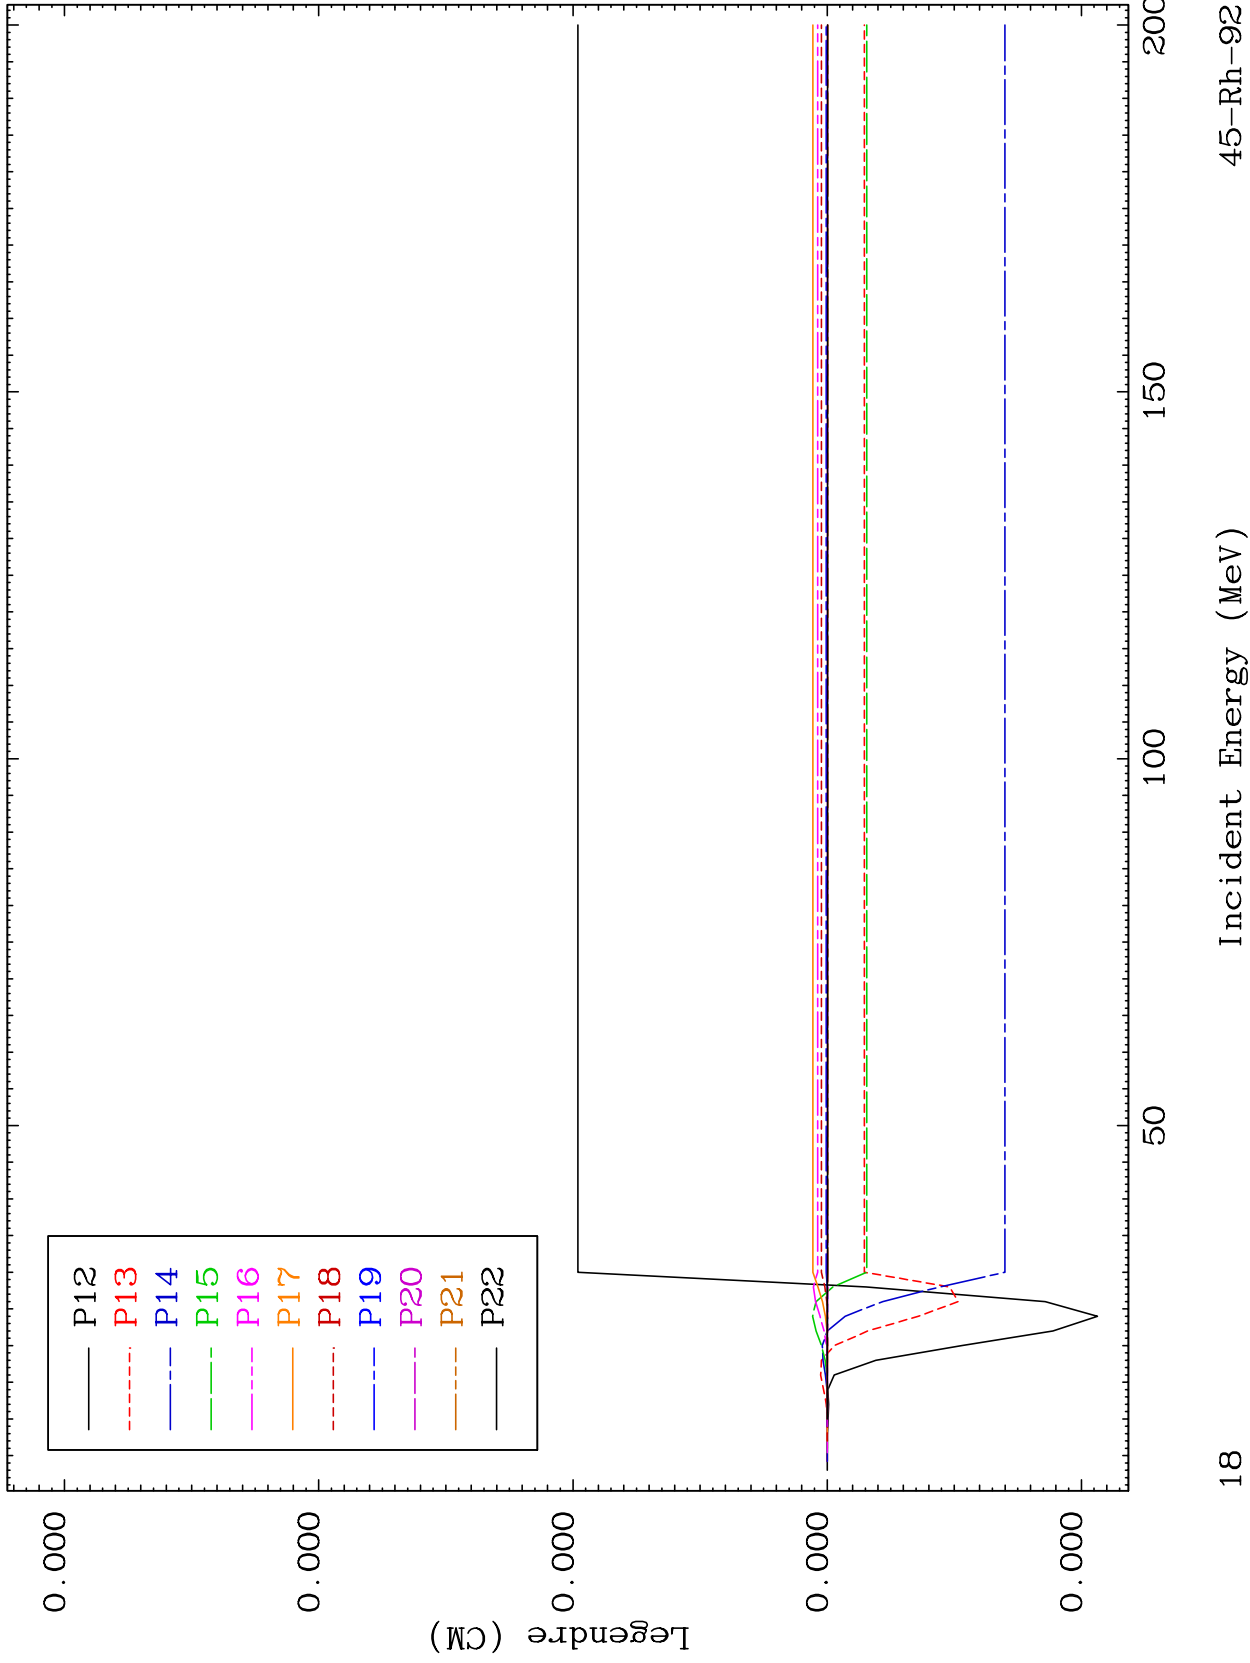 0.000
0.000
0.000
0.000
0.000
Legendre (CM)
P12
P13
P14
P15
P16
P17
P18
P19
P20
P21
P22
50
100
150
200
Incident Energy (MeV)
18
45-Rh-92